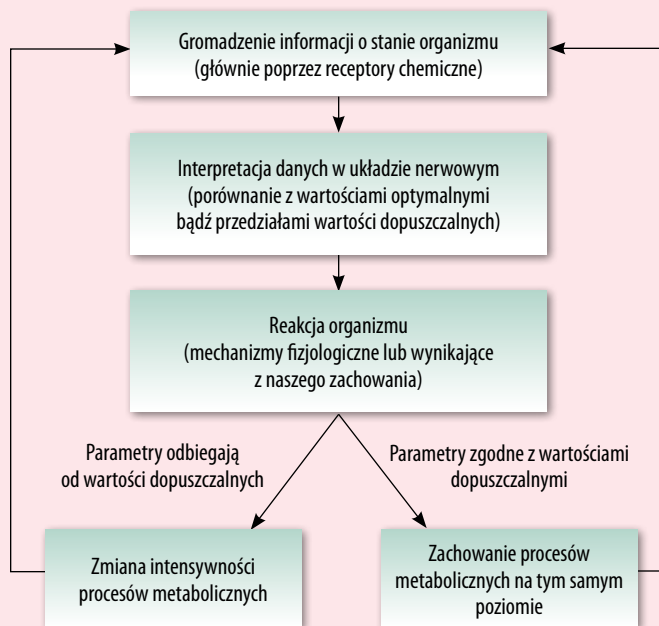 Gromadzenie informacji o stanie organizmu
(głównie poprzez receptory chemiczne)
Interpretacja danych w układzie nerwowym
(porównanie z wartościami optymalnymi
bądź przedziałami wartości dopuszczalnych)
Reakcja organizmu
(mechanizmy fizjologiczne lub wynikające
z naszego zachowania)
Parametry odbiegają
od wartości dopuszczalnych
Parametry zgodne z wartościami
dopuszczalnymi
Zmiana intensywności
procesów metabolicznych
Zachowanie procesów
metabolicznych na tym samym
poziomie